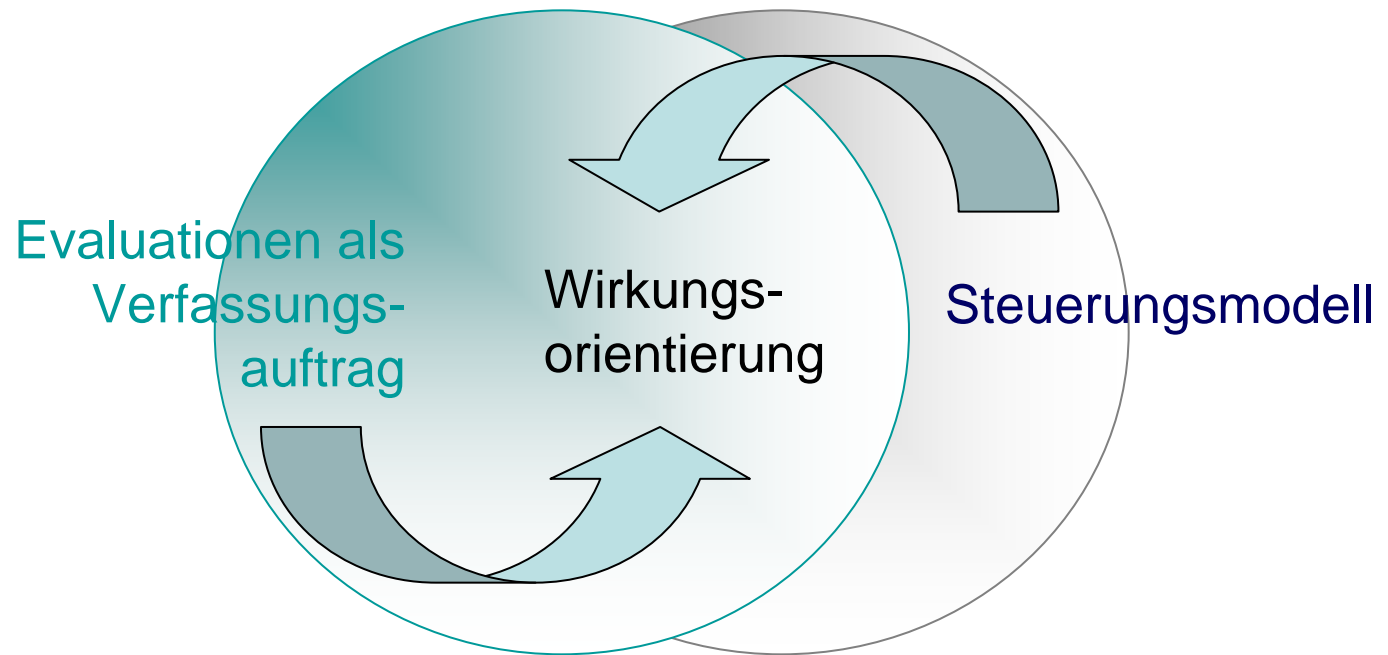 Evaluationen als
Verfassungs-
auftrag
Wirkungs-
orientierung
Steuerungsmodell